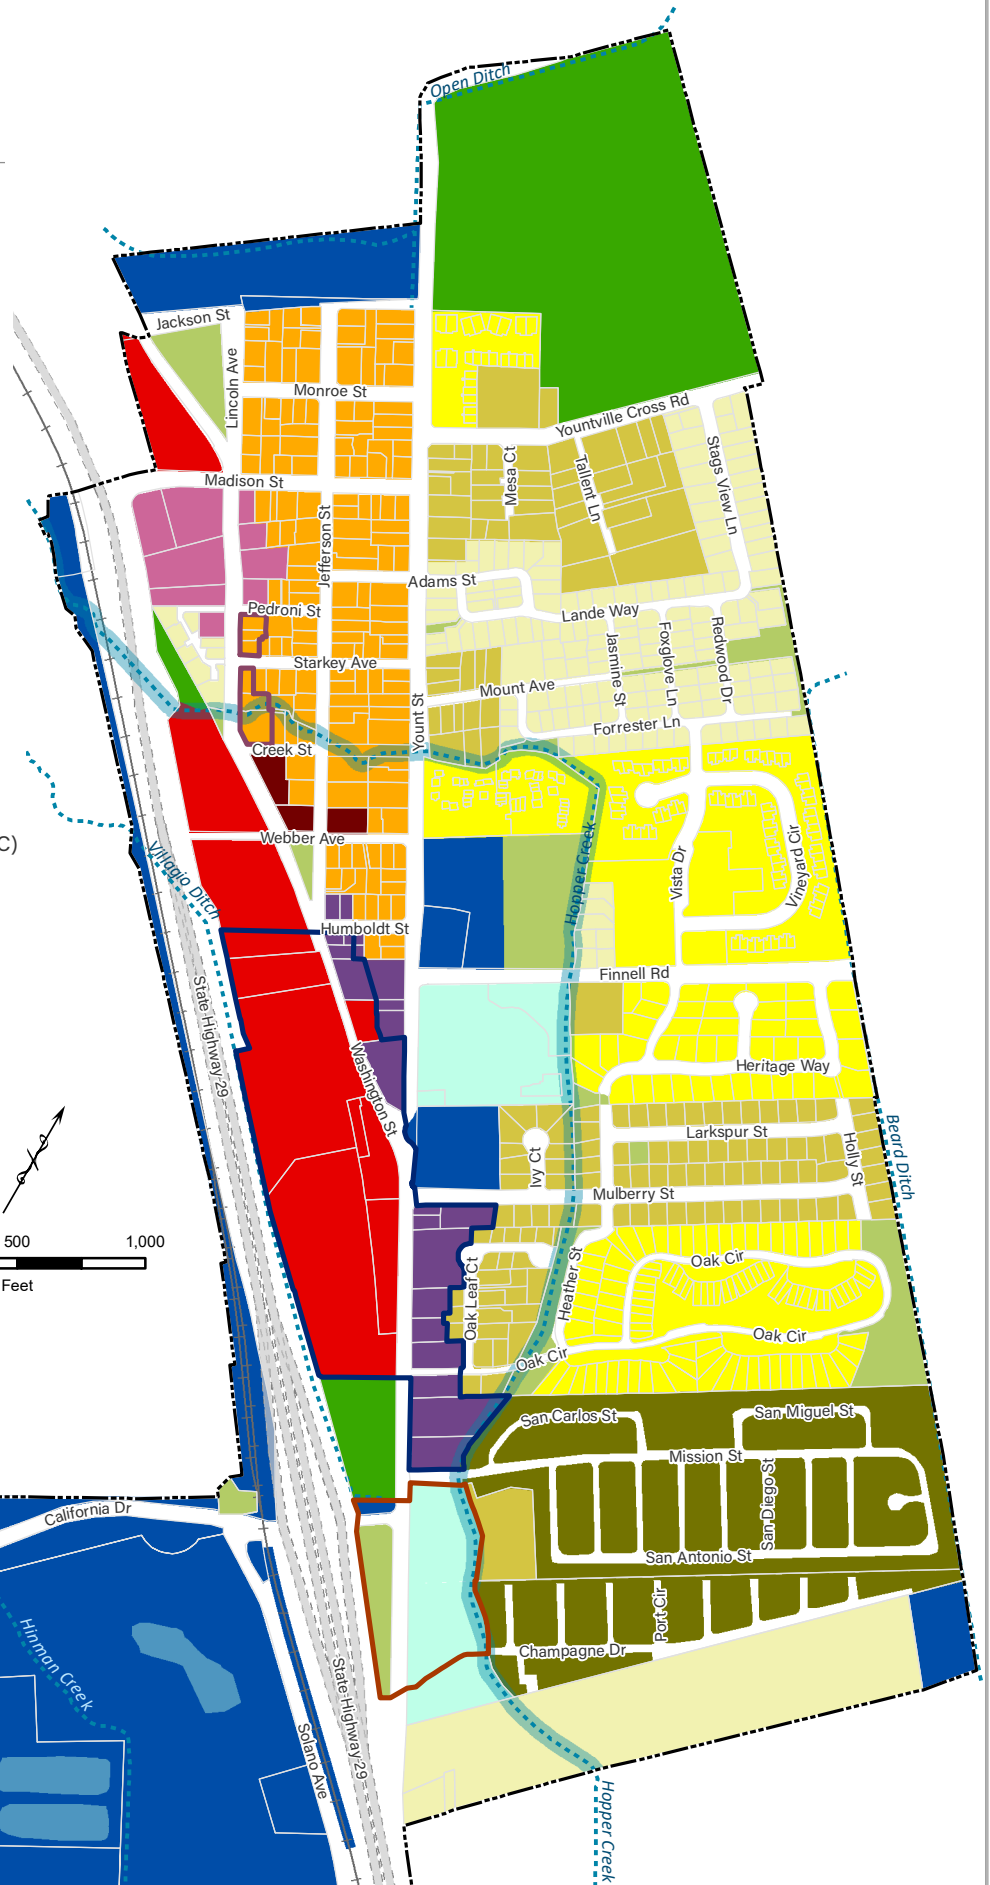 Open Ditch
Jackson St
Lincoln Ave
Monroe St
Yountville Cross Rd
Madison St
Mesa Ct
Tallent Ln
Stags View Ln
Jefferson St
Adams St
Pedroni St
Lande Way
Starkey Ave
Jasmine St
Foxglove Ln
Redwood Dr
Mount Ave
Yount St
Forrester Ln
Creek St
C)
Webber Ave
Villagio Ditch
Hopper Creek
Vista Dr
Vineyard Cir
Humboldt St
Finnell Rd
State Highway 29
Washington St
Heritage Way
Larkspur St
Holly St
Beard Ditch
Ivy Ct
Mulberry St
500
1,000
Feet
Oak Leaf Ct
Heather St
Oak Cir
Oak Cir
Oak Cir
San Carlos St
San Miguel St
Mission St
San Diego St
California Dr
San Antonio St
Port Cir
Champagne Dr
Hinman Creek
State Highway 29
Solano Ave
Hopper Creek